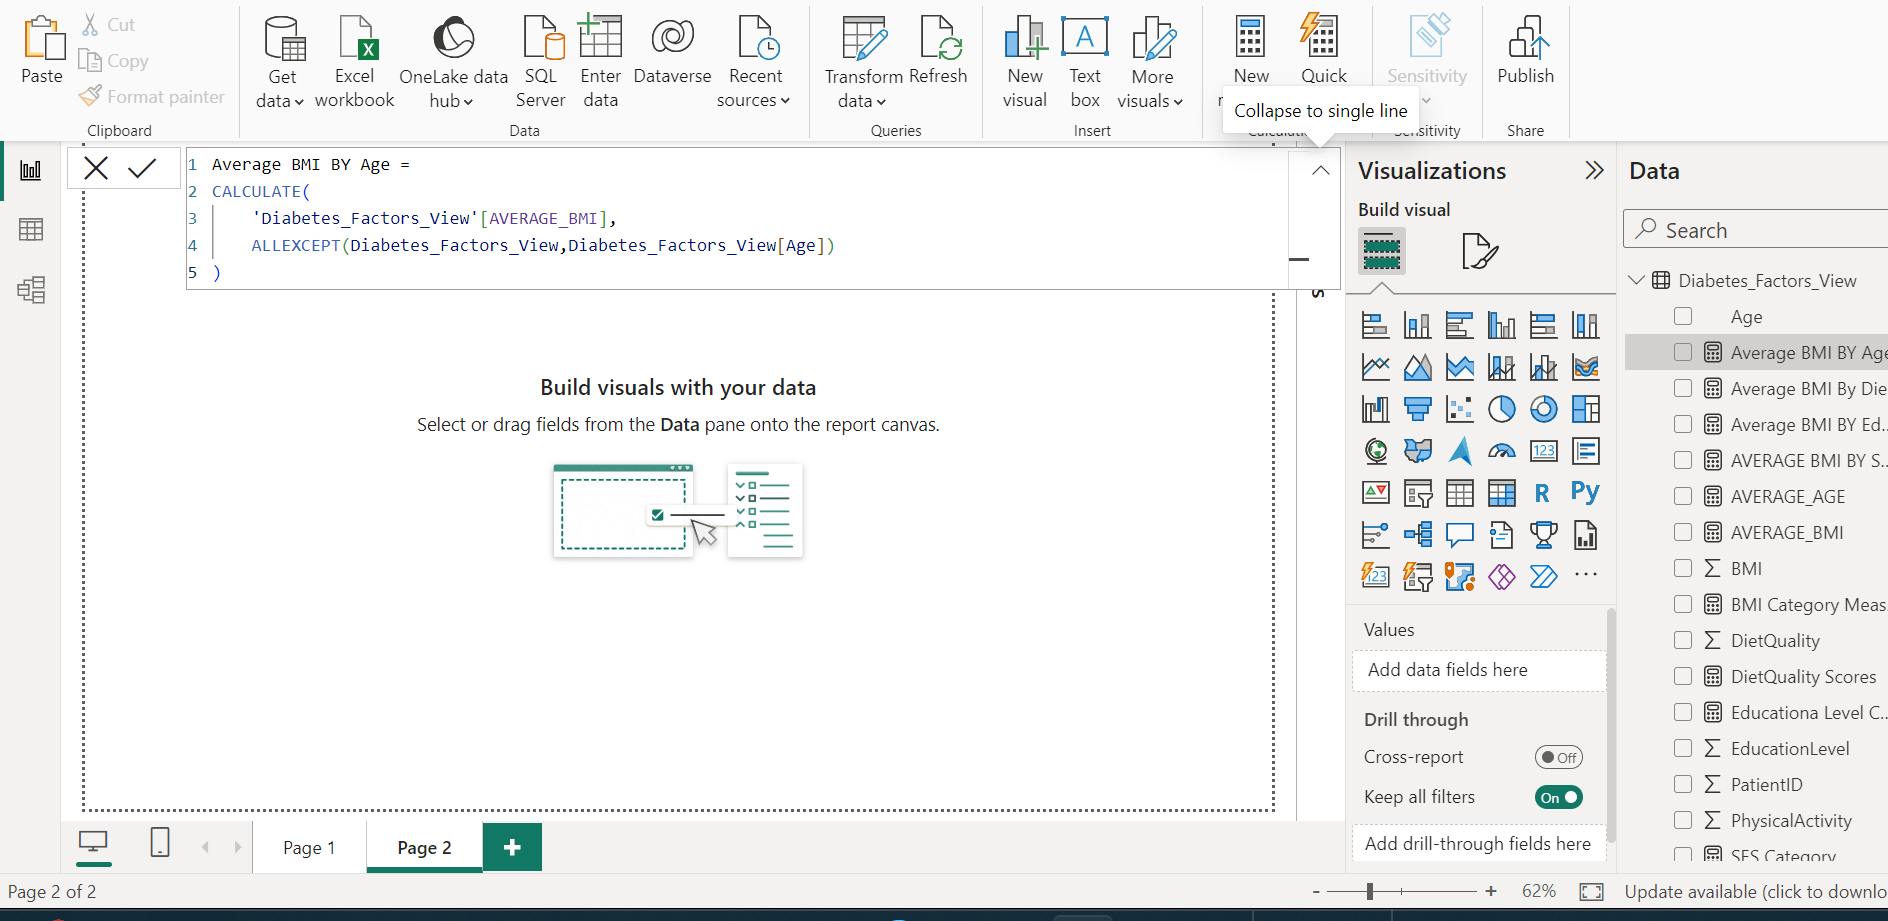 Paste
Cut
Copy
Format painter
Clipboard
Get data
Excel workbook
OneLake data hub
SQL Server
Enter data
Dataverse
Recent sources
Data
Transform data
Refresh
Queries
New visual
Text box
More visuals
Insert
New
Quick
Collapse to single line
Sensitivity
Sensitivity
Publish
Share
1 Average BMI BY Age =
2 CALCULATE(
3 'Diabetes_Factors_View'[AVERAGE_BMI],
4 ALLEXCEPT(Diabetes_Factors_View,Diabetes_Factors_View[Age])
5 )
Build visuals with your data
Select or drag fields from the Data pane onto the report canvas.
Visualizations
Build visual
123
R
Py
123
Values
Add data fields here
Drill through
Cross-report
Off
Keep all filters
On
Add drill-through fields here
Data
Search
Diabetes_Factors_View
Age
Average BMI BY Age
Average BMI By Die
Average BMI BY Ed...
AVERAGE BMI BY S...
AVERAGE_AGE
AVERAGE_BMI
BMI
BMI Category Meas
DietQuality
DietQuality Scores
Educationa Level C...
EducationLevel
PatientID
PhysicalActivity
SES Category
Page 1
Page 2
Page 2 of 2
- + 62%
Update available (click to downlo